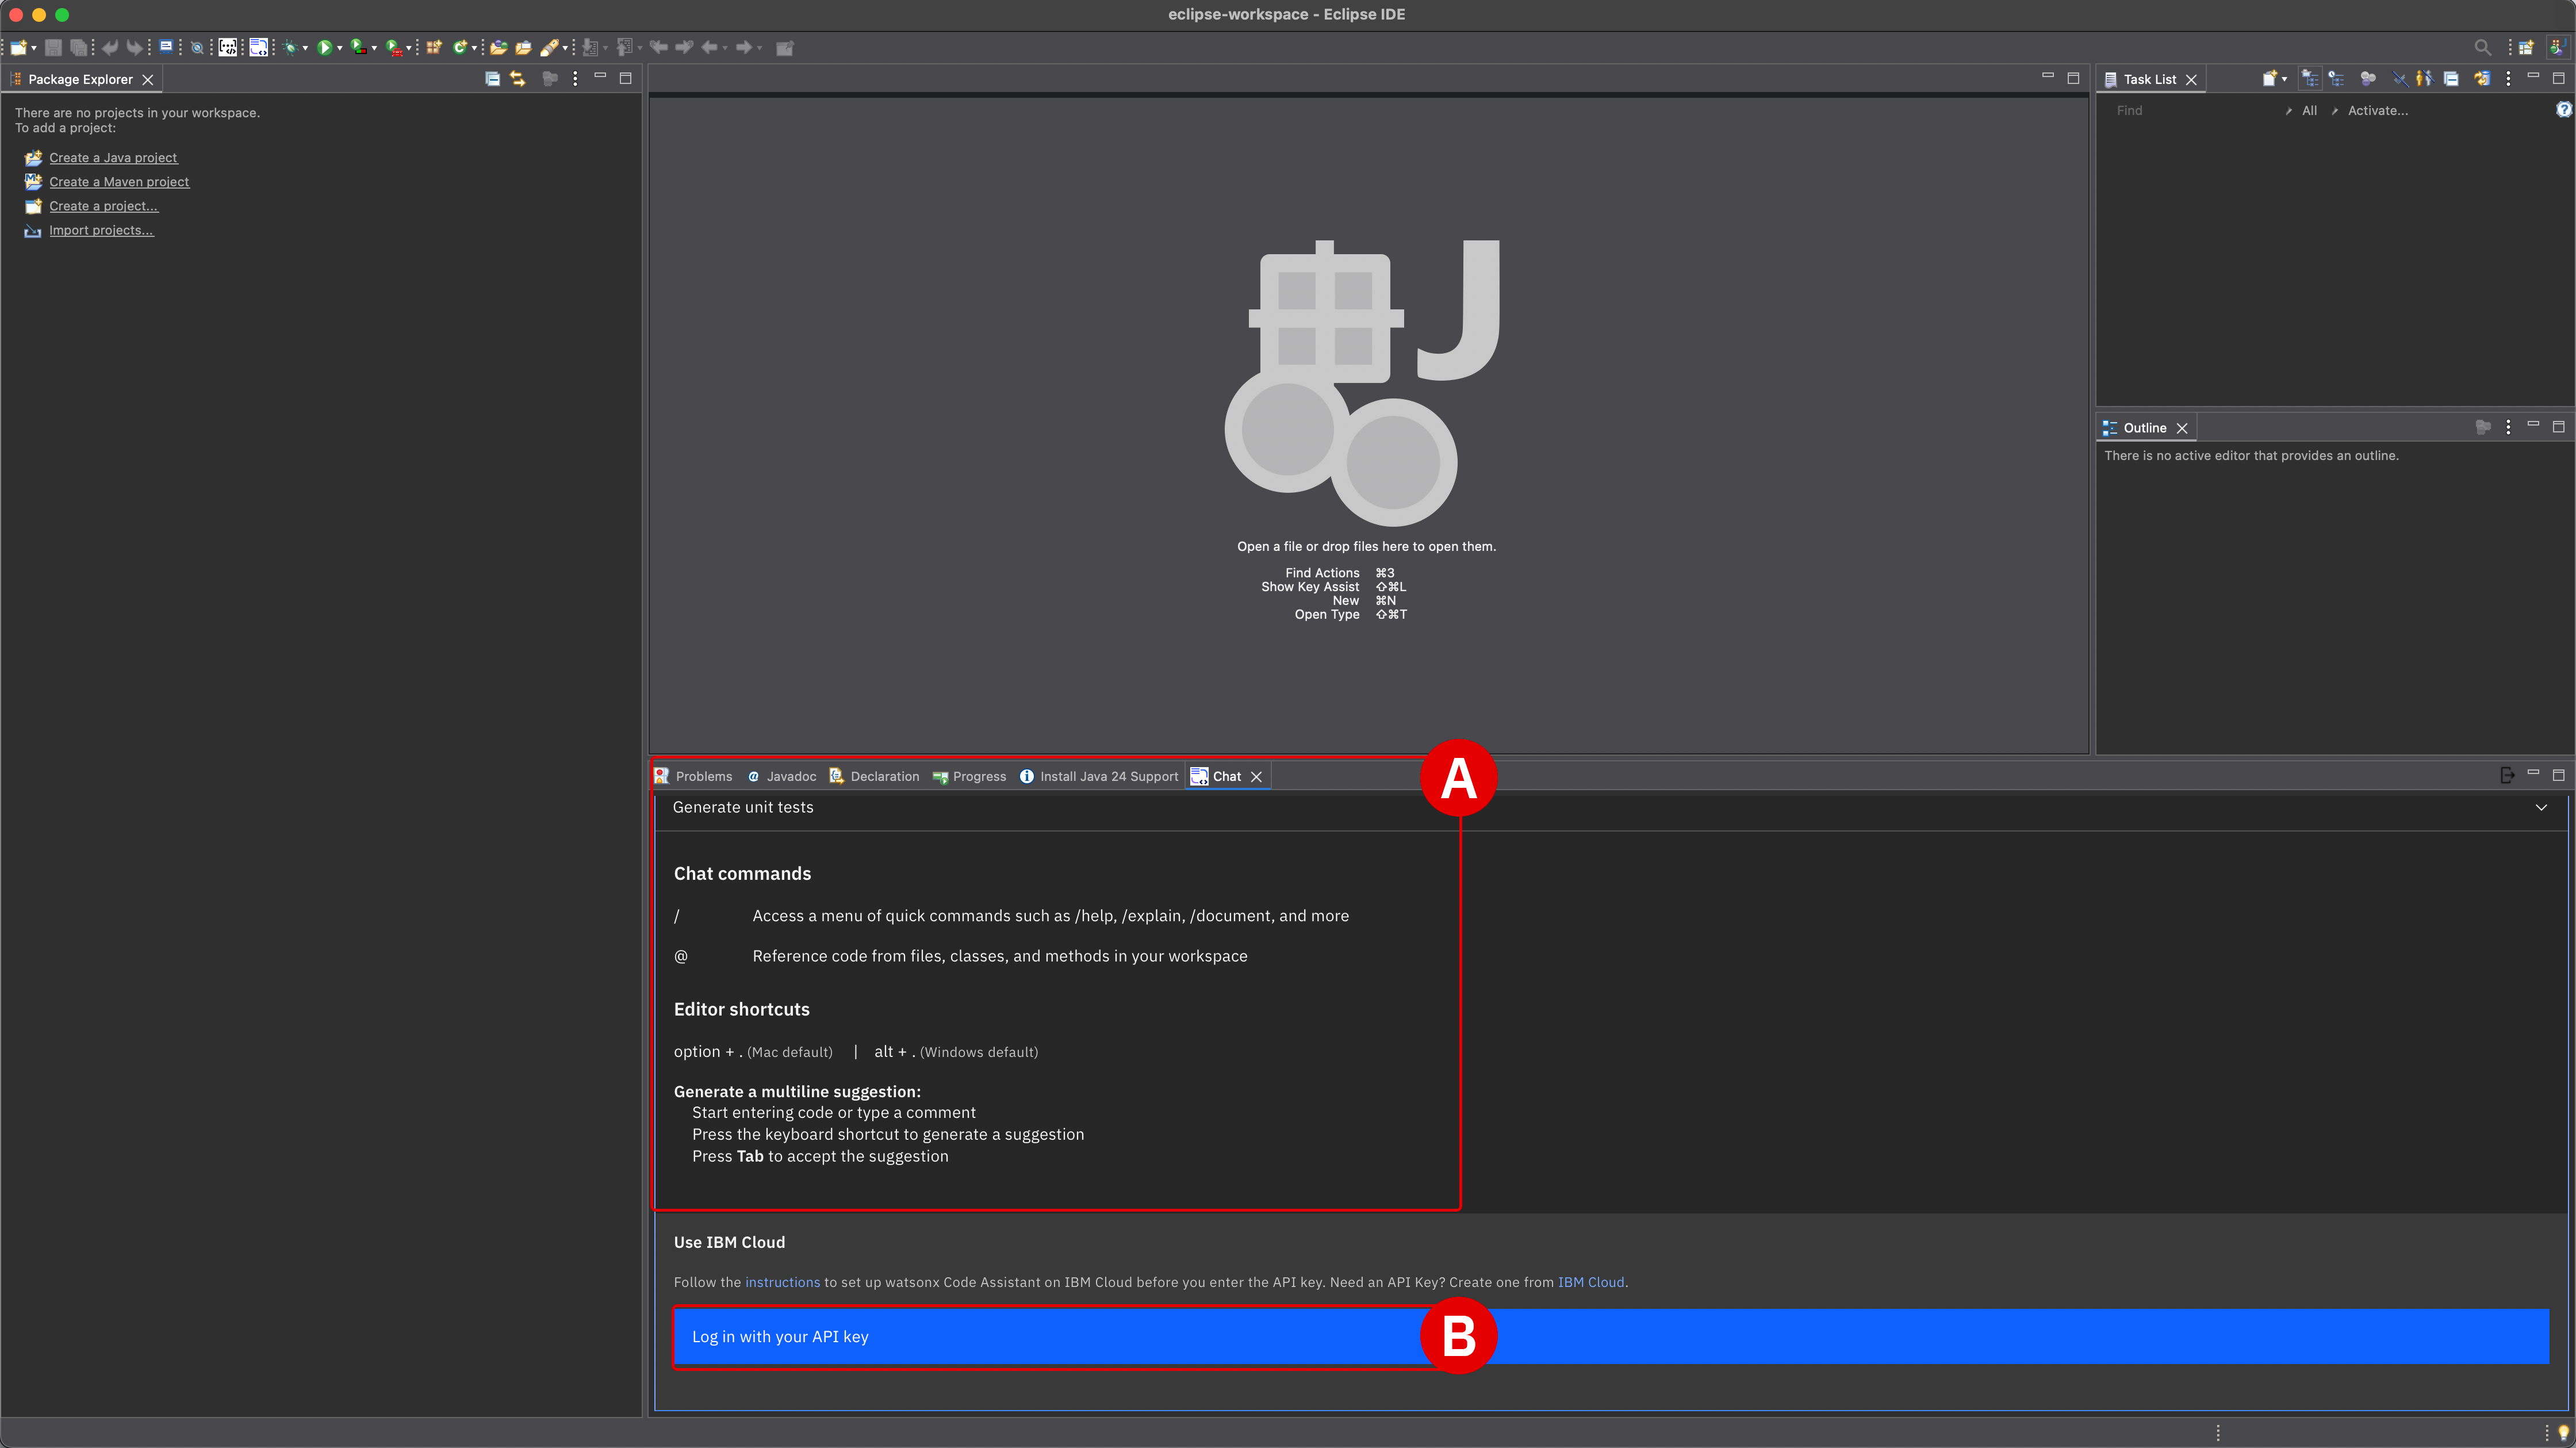 eclipse-workspace - Eclipse IDE
Package Explorer
There are no projects in your workspace.
To add a project:
Create a Java project
Create a Maven project
Create a project...
Import projects...
J
Open a file or drop files here to open them.
Find Actions ⌘3
Show Key Assist ⇧⌘L
New ⌘N
Open Type ⇧⌘T
Task List
Find All Activate...
Outline
There is no active editor that provides an outline.
Problems Javadoc Declaration Progress Install Java 24 Support Chat
A
Generate unit tests
Chat commands
/ Access a menu of quick commands such as /help, /explain, /document, and more
@ Reference code from files, classes, and methods in your workspace
Editor shortcuts
option + . (Mac default) | alt + . (Windows default)
Generate a multiline suggestion:
Start entering code or type a comment
Press the keyboard shortcut to generate a suggestion
Press Tab to accept the suggestion
Use IBM Cloud
Follow the instructions to set up watsonx Code Assistant on IBM Cloud before you enter the API key. Need an API Key? Create one from IBM Cloud.
Log in with your API key
B